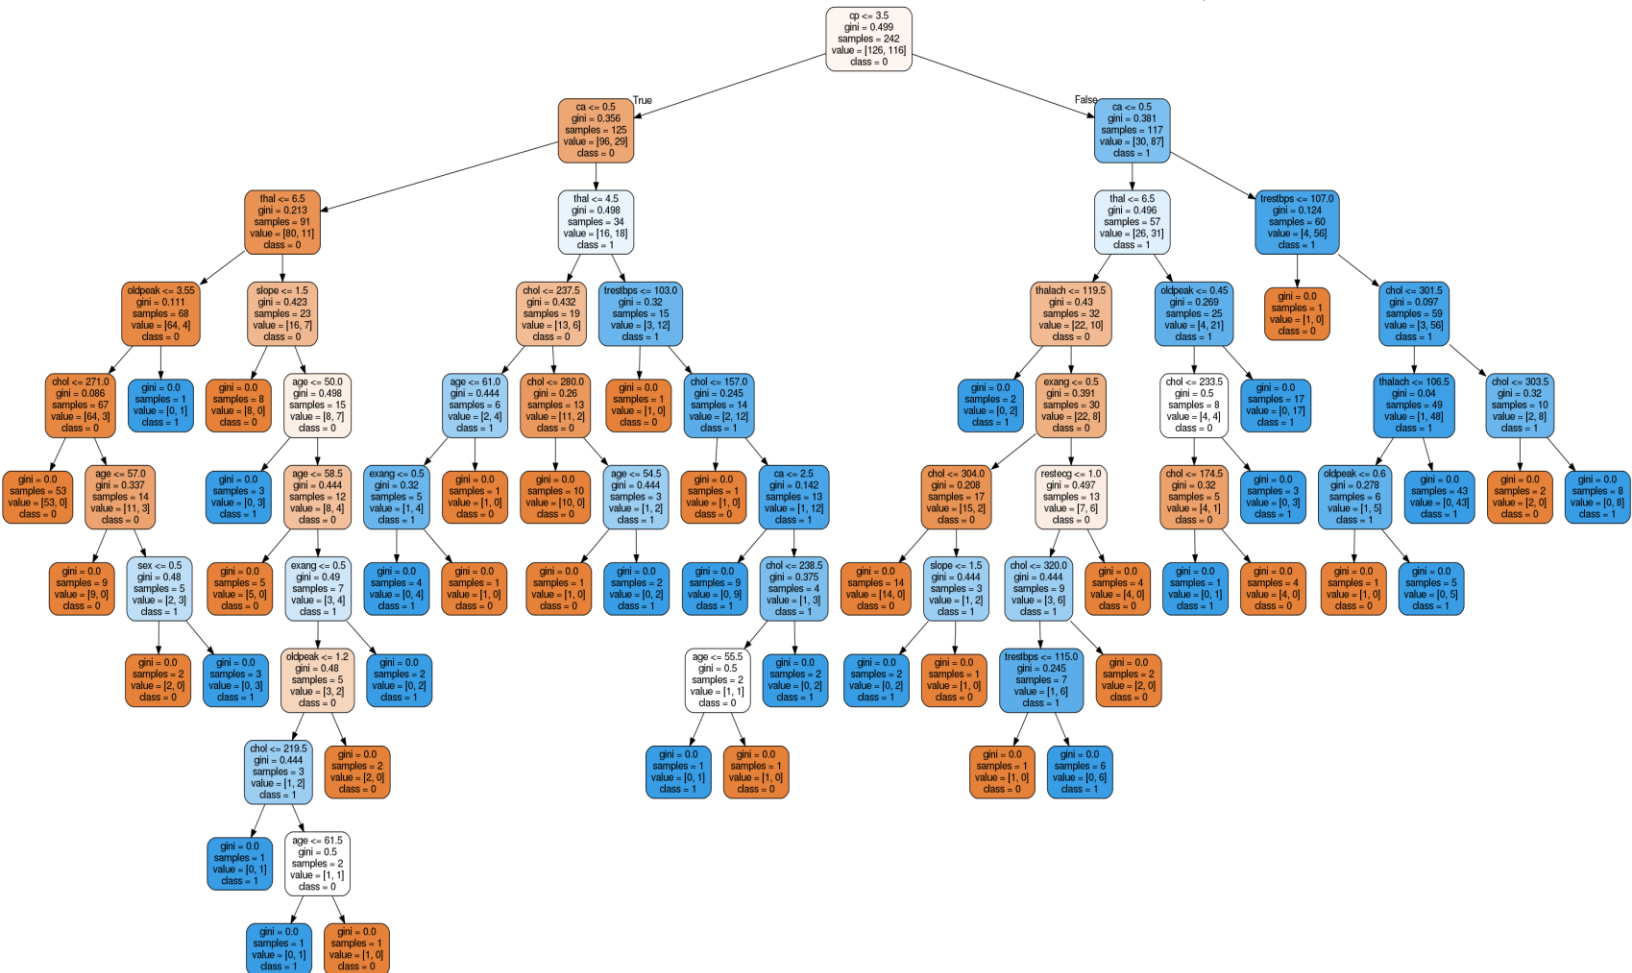 cp <= 3.5
gini = 0.499
samples = 242
value = [126, 116]
class = 0
True
False
ca <= 0.5
gini = 0.356
samples = 125
value = [96, 29]
class = 0
ca <= 0.5
gini = 0.381
samples = 117
value = [30, 87]
class = 1
thal <= 6.5
gini = 0.213
samples = 91
value = [80, 11]
class = 0
thal <= 4.5
gini = 0.498
samples = 34
value = [16, 18]
class = 1
thal <= 6.5
gini = 0.496
samples = 57
value = [26, 31]
class = 1
trestbps <= 107.0
gini = 0.124
samples = 60
value = [4, 56]
class = 1
oldpeak <= 3.55
gini = 0.111
samples = 68
value = [64, 4]
class = 0
slope <= 1.5
gini = 0.423
samples = 23
value = [16, 7]
class = 0
chol <= 237.5
gini = 0.432
samples = 19
value = [13, 6]
class = 0
trestbps <= 103.0
gini = 0.32
samples = 15
value = [3, 12]
class = 1
thalach <= 119.5
gini = 0.43
samples = 32
value = [22, 10]
class = 0
oldpeak <= 0.45
gini = 0.269
samples = 25
value = [4, 21]
class = 1
gini = 0.0
samples = 1
value = [1, 0]
class = 0
chol <= 301.5
gini = 0.097
samples = 59
value = [3, 56]
class = 1
chol <= 271.0
gini = 0.086
samples = 67
value = [64, 3]
class = 0
gini = 0.0
samples = 1
value = [0, 1]
class = 1
gini = 0.0
samples = 8
value = [8, 0]
class = 0
age <= 50.0
gini = 0.498
samples = 15
value = [8, 7]
class = 0
age <= 61.0
gini = 0.444
samples = 6
value = [2, 4]
class = 1
chol <= 280.0
gini = 0.26
samples = 13
value = [11, 2]
class = 0
gini = 0.0
samples = 1
value = [1, 0]
class = 0
chol <= 157.0
gini = 0.245
samples = 14
value = [2, 12]
class = 1
gini = 0.0
samples = 2
value = [0, 2]
class = 1
exang <= 0.5
gini = 0.391
samples = 30
value = [22, 8]
class = 0
chol <= 233.5
gini = 0.5
samples = 8
value = [4, 4]
class = 0
gini = 0.0
samples = 17
value = [0, 17]
class = 1
thalach <= 106.5
gini = 0.04
samples = 49
value = [1, 48]
class = 1
chol <= 303.5
gini = 0.32
samples = 10
value = [2, 8]
class = 1
gini = 0.0
samples = 53
value = [53, 0]
class = 0
age <= 57.0
gini = 0.337
samples = 14
value = [11, 3]
class = 0
gini = 0.0
samples = 3
value = [0, 3]
class = 1
age <= 58.5
gini = 0.444
samples = 12
value = [8, 4]
class = 0
exang <= 0.5
gini = 0.32
samples = 5
value = [1, 4]
class = 1
gini = 0.0
samples = 1
value = [1, 0]
class = 0
gini = 0.0
samples = 10
value = [10, 0]
class = 0
age <= 54.5
gini = 0.444
samples = 3
value = [1, 2]
class = 1
gini = 0.0
samples = 1
value = [1, 0]
class = 0
ca <= 2.5
gini = 0.142
samples = 13
value = [1, 12]
class = 1
chol <= 304.0
gini = 0.208
samples = 17
value = [15, 2]
class = 0
restecg <= 1.0
gini = 0.497
samples = 13
value = [7, 6]
class = 0
chol <= 174.5
gini = 0.32
samples = 5
value = [4, 1]
class = 0
gini = 0.0
samples = 3
value = [0, 3]
class = 1
oldpeak <= 0.6
gini = 0.278
samples = 6
value = [1, 5]
class = 1
gini = 0.0
samples = 43
value = [0, 43]
class = 1
gini = 0.0
samples = 2
value = [2, 0]
class = 0
gini = 0.0
samples = 8
value = [0, 8]
class = 1
gini = 0.0
samples = 9
value = [9, 0]
class = 0
sex <= 0.5
gini = 0.48
samples = 5
value = [2, 3]
class = 1
gini = 0.0
samples = 5
value = [5, 0]
class = 0
exang <= 0.5
gini = 0.49
samples = 7
value = [3, 4]
class = 1
gini = 0.0
samples = 4
value = [0, 4]
class = 1
gini = 0.0
samples = 1
value = [1, 0]
class = 0
gini = 0.0
samples = 1
value = [1, 0]
class = 0
gini = 0.0
samples = 2
value = [0, 2]
class = 1
gini = 0.0
samples = 9
value = [0, 9]
class = 1
chol <= 238.5
gini = 0.375
samples = 4
value = [1, 3]
class = 1
gini = 0.0
samples = 14
value = [14, 0]
class = 0
slope <= 1.5
gini = 0.444
samples = 3
value = [1, 2]
class = 1
chol <= 320.0
gini = 0.444
samples = 9
value = [3, 6]
class = 1
gini = 0.0
samples = 4
value = [4, 0]
class = 0
gini = 0.0
samples = 1
value = [0, 1]
class = 1
gini = 0.0
samples = 4
value = [4, 0]
class = 0
gini = 0.0
samples = 1
value = [1, 0]
class = 0
gini = 0.0
samples = 5
value = [0, 5]
class = 1
gini = 0.0
samples = 2
value = [2, 0]
class = 0
gini = 0.0
samples = 3
value = [0, 3]
class = 1
oldpeak <= 1.2
gini = 0.48
samples = 5
value = [3, 2]
class = 0
gini = 0.0
samples = 2
value = [0, 2]
class = 1
age <= 55.5
gini = 0.5
samples = 2
value = [1, 1]
class = 0
gini = 0.0
samples = 2
value = [0, 2]
class = 1
gini = 0.0
samples = 2
value = [0, 2]
class = 1
gini = 0.0
samples = 1
value = [1, 0]
class = 0
trestbps <= 115.0
gini = 0.245
samples = 7
value = [1, 6]
class = 1
gini = 0.0
samples = 2
value = [2, 0]
class = 0
chol <= 219.5
gini = 0.444
samples = 3
value = [1, 2]
class = 1
gini = 0.0
samples = 2
value = [2, 0]
class = 0
gini = 0.0
samples = 1
value = [0, 1]
class = 1
gini = 0.0
samples = 1
value = [1, 0]
class = 0
gini = 0.0
samples = 1
value = [1, 0]
class = 0
gini = 0.0
samples = 6
value = [0, 6]
class = 1
gini = 0.0
samples = 1
value = [0, 1]
class = 1
age <= 61.5
gini = 0.5
samples = 2
value = [1, 1]
class = 0
gini = 0.0
samples = 1
value = [0, 1]
class = 1
gini = 0.0
samples = 1
value = [1, 0]
class = 0